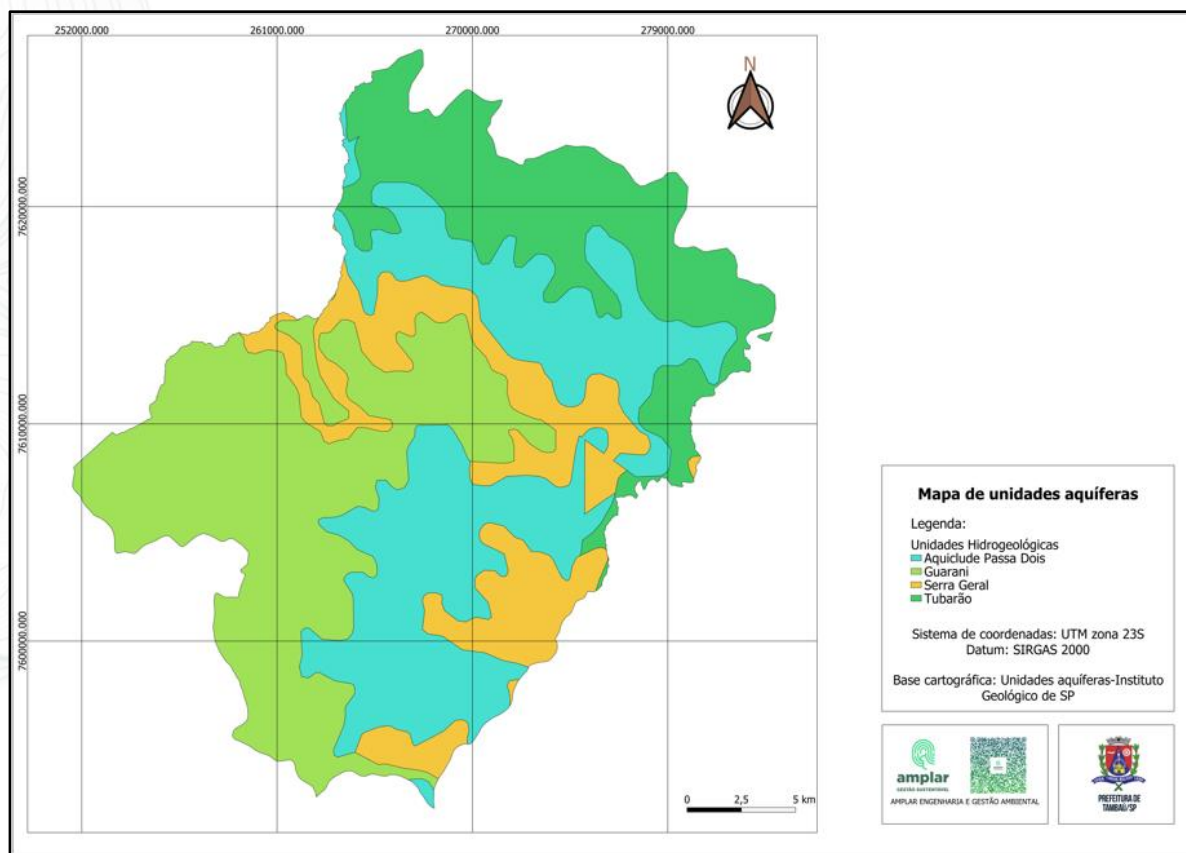 252000.000 261000.000 270000.000 279000.000
N
7620000.000
7610000.000
7600000.000
Mapa de unidades aquíferas
Legenda:
Unidades Hidrogeológicas
Aquiclude Passa Dois
Guarani
Serra Geral
Tubarão
Sistema de coordenadas: UTM zona 23S
Datum: SIRGAS 2000
Base cartográfica: Unidades aquíferas-Instituto
Geológico de SP
0 2,5 5 km
amplar
GESTÃO SUSTENTÁVEL
AMPLAR ENGENHARIA E GESTÃO AMBIENTAL
PREFEITURA DE
TAMBAÚ/SP